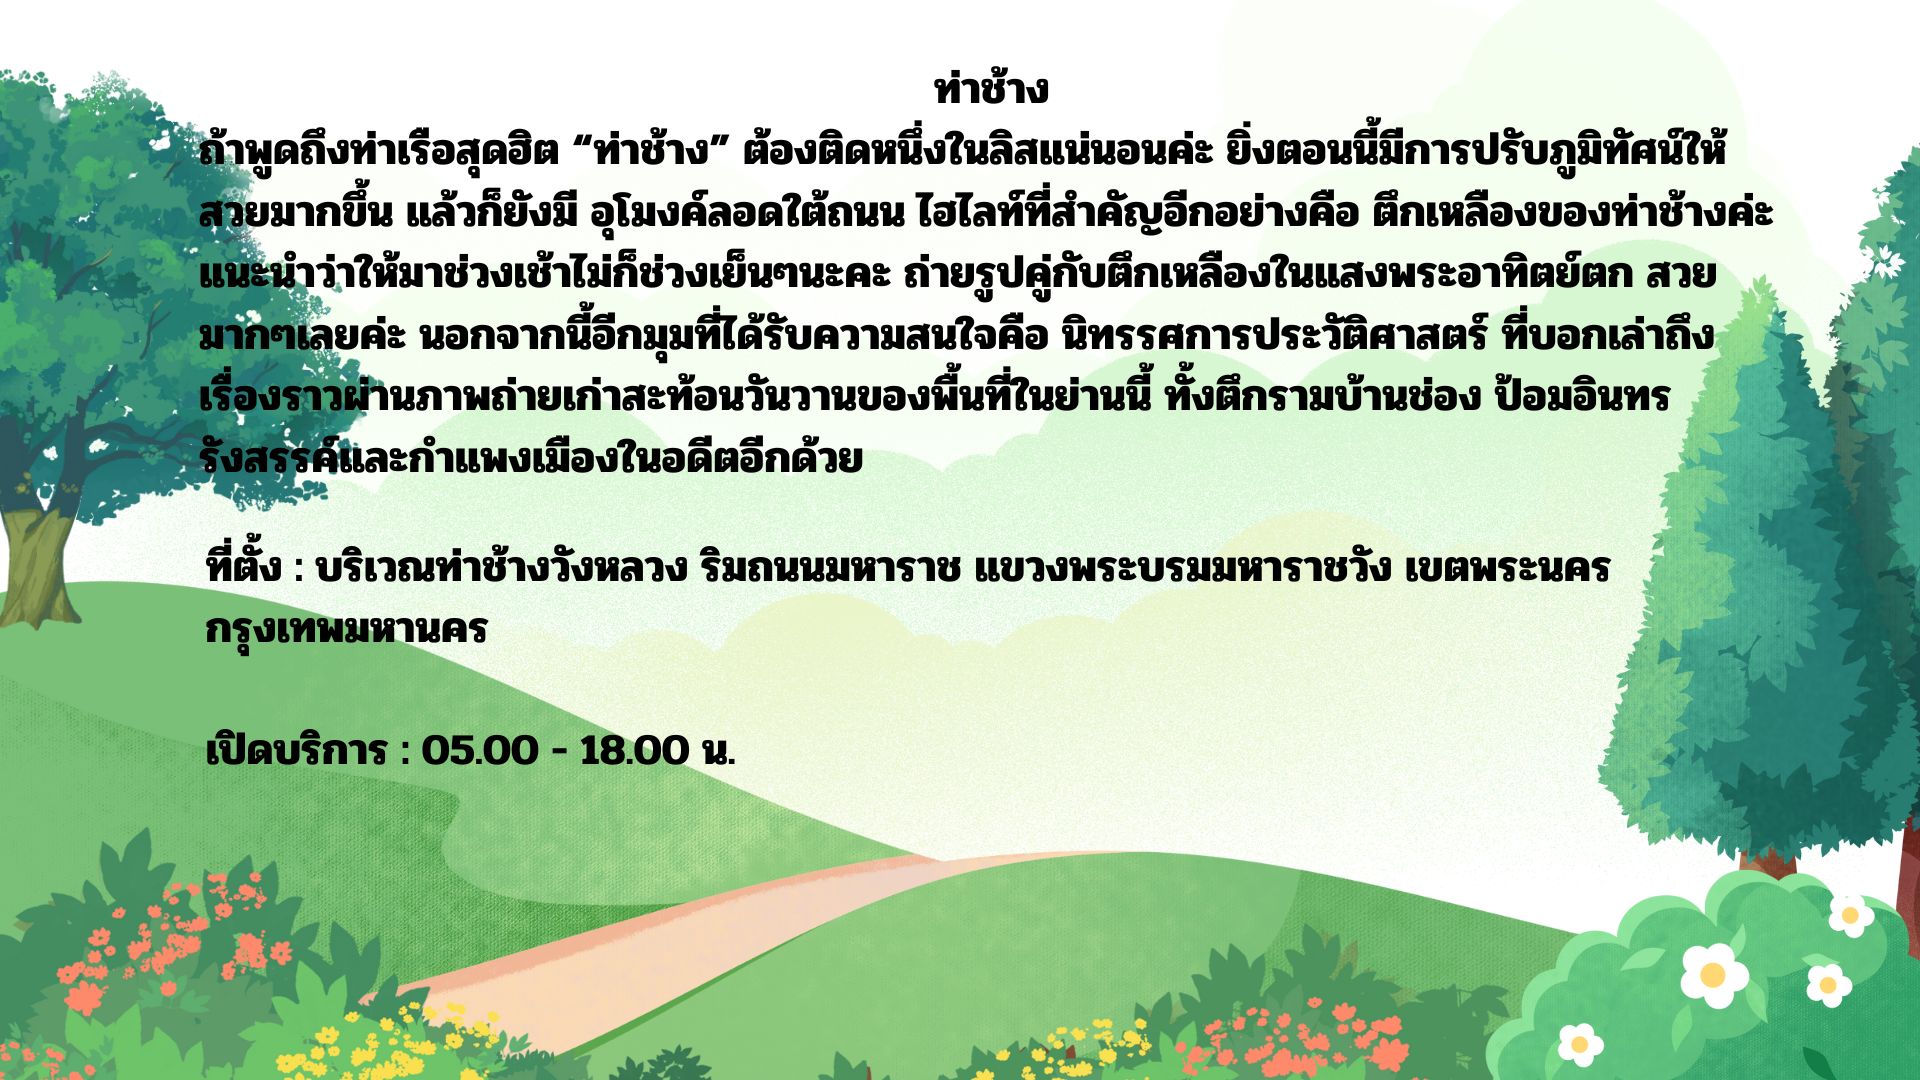 ท่าช้าง
ถ้าพูดถึงท่าเรือสุดฮิต “ท่าช้าง” ต้องติดหนึ่งในลิสแน่นอนค่ะ ยิ่งตอนนี้มีการปรับภูมิทัศน์ให้
สวยมากขึ้น แล้วก็ยังมี อุโมงค์ลอดใต้ถนน ไฮไลท์ที่สำคัญอีกอย่างคือ ตึกเหลืองของท่าช้างค่ะ
แนะนำว่าให้มาช่วงเช้าไม่ก็ช่วงเย็นๆนะคะ ถ่ายรูปคู่กับตึกเหลืองในแสงพระอาทิตย์ตก สวย
มากๆเลยค่ะ นอกจากนี้อีกมุมที่ได้รับความสนใจคือ นิทรรศการประวัติศาสตร์ ที่บอกเล่าถึง
เรื่องราวผ่านภาพถ่ายเก่าสะท้อนวันวานของพื้นที่ในย่านนี้ ทั้งตึกรามบ้านช่อง ป้อมอินทร
รังสรรค์และกำแพงเมืองในอดีตอีกด้วย
ที่ตั้ง : บริเวณท่าช้างวังหลวง ริมถนนมหาราช แขวงพระบรมมหาราชวัง เขตพระนคร
กรุงเทพมหานคร
เปิดบริการ : 05.00 - 18.00 น.